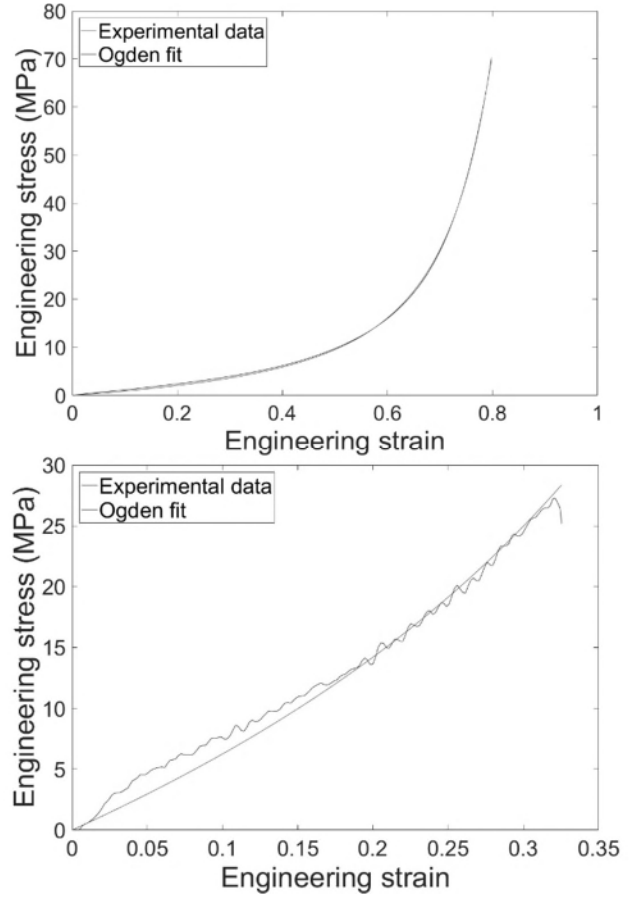 Experimental data
Ogden fit
80
70
60
50
40
30
20
10
0
Engineering stress (MPa)
0 0.2 0.4 0.6 0.8 1
Engineering strain
Experimental data
Ogden fit
30
25
20
15
10
5
0
Engineering stress (MPa)
0 0.05 0.1 0.15 0.2 0.25 0.3 0.35
Engineering strain